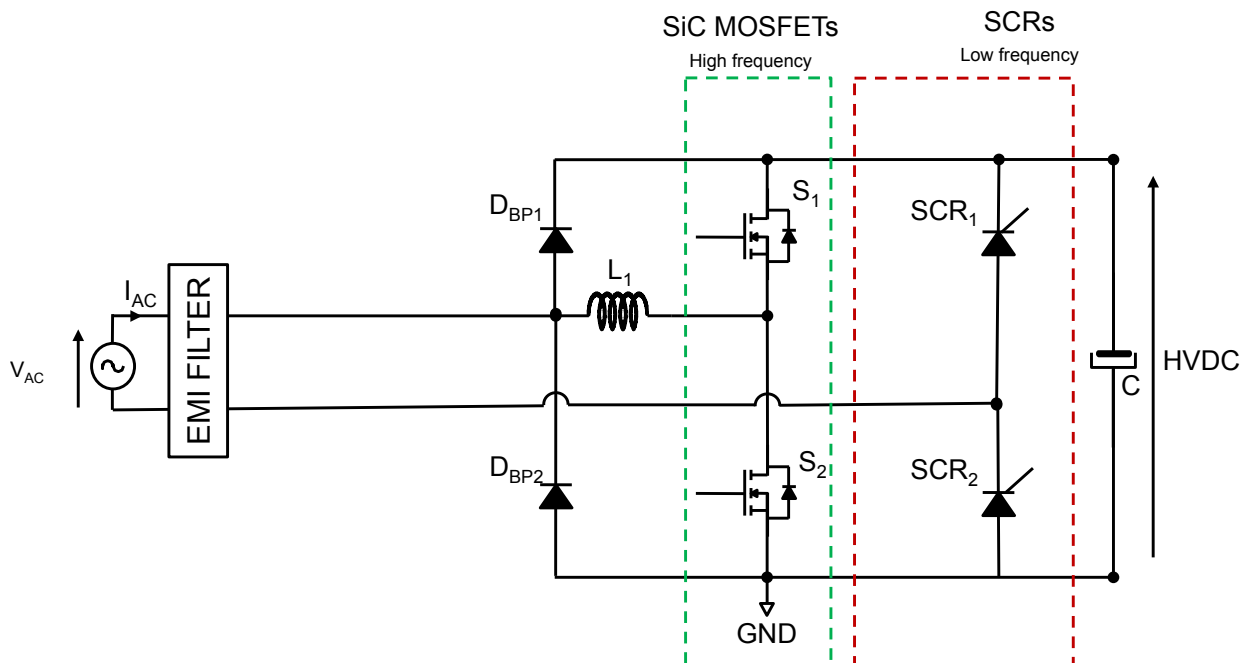 SiC MOSFETs
High frequency
SCRs
Low frequency
S1
DBP1
SCR1
L1
IAC
VAC
EMI FILTER
HVDC
C
S2
DBP2
SCR2
GND